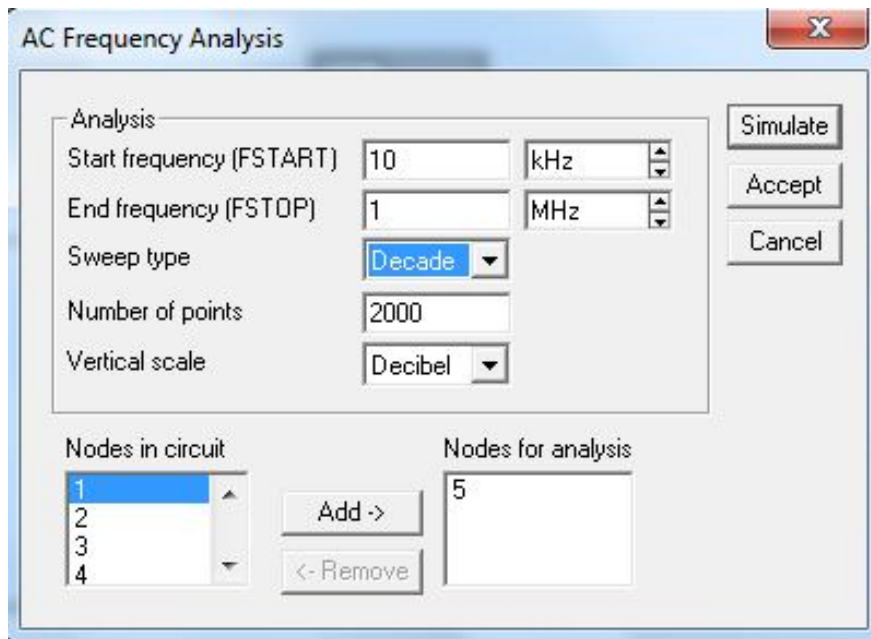 AC Frequency Analysis
Analysis
Start frequency (FSTART) 10 kHz
End frequency (FSTOP) 1 MHz
Sweep type Decade
Number of points 2000
Vertical scale Decibel
Simulate
Accept
Cancel
Nodes in circuit
1
2
3
4
Add ->
<- Remove
Nodes for analysis
5